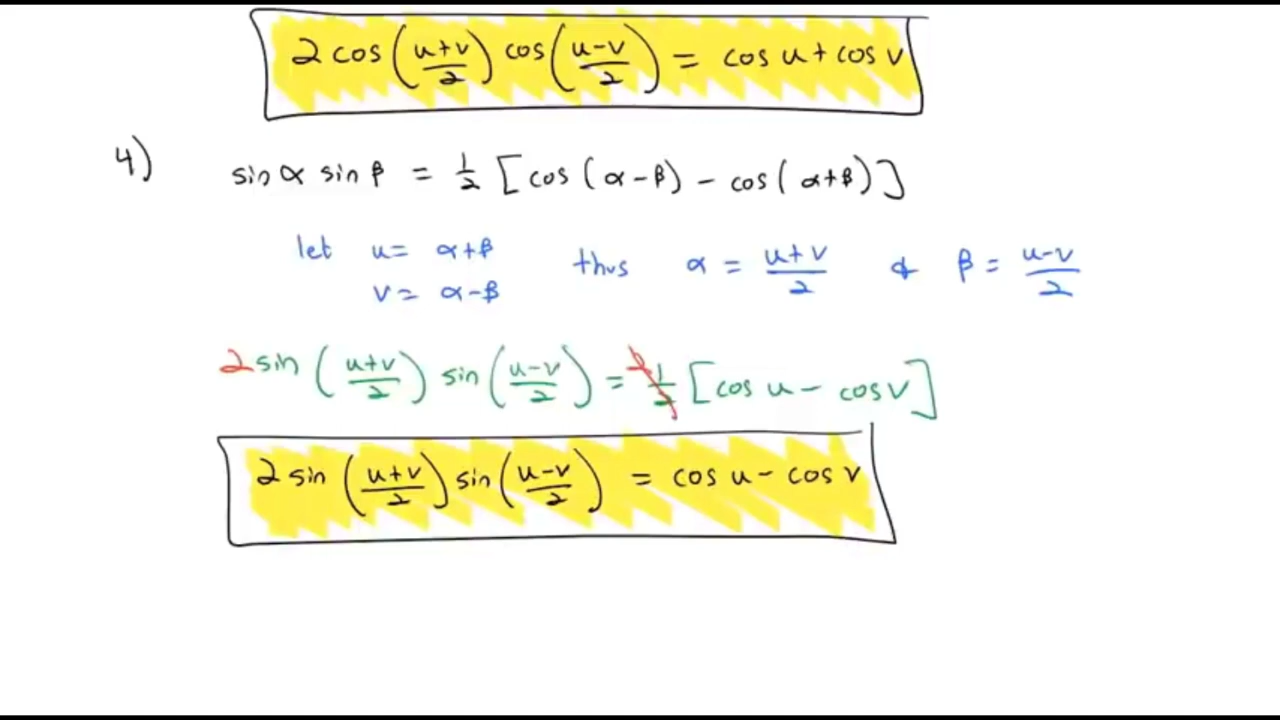 2 cos (u+v/2) cos (u-v/2) = cos u + cos v
4) sin α sin β = 1/2 [cos (α-β) - cos (α+β)]
let u = α+β thus α = u+v/2 & β = u-v/2
v = α-β
2 sin (u+v/2) sin (u-v/2) = 2 1/2 [cos u - cos v]
2 sin (u+v/2) sin (u-v/2) = cos u - cos v